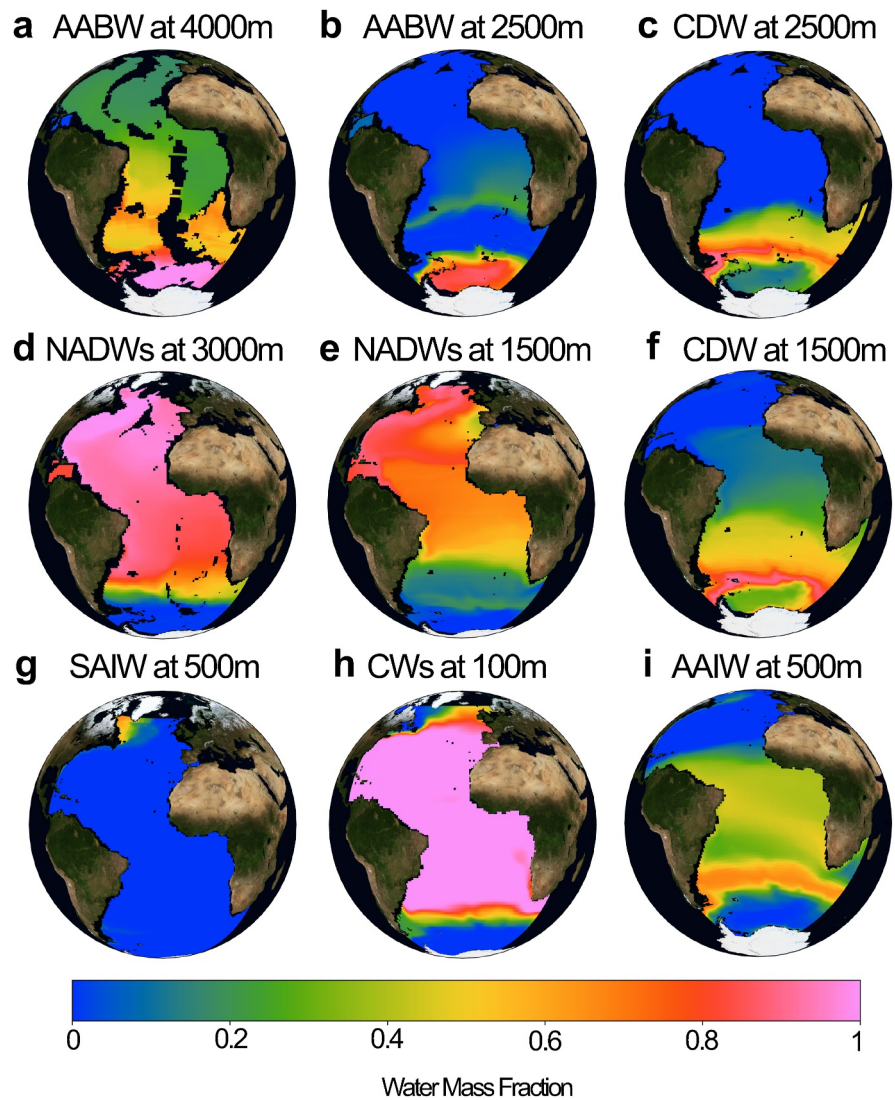 a AABW at 4000m
b AABW at 2500m
c CDW at 2500m
d NADWs at 3000m
e NADWs at 1500m
f CDW at 1500m
g SAIW at 500m
h CWs at 100m
i AAIW at 500m
0 0.2 0.4 0.6 0.8 1
Water Mass Fraction